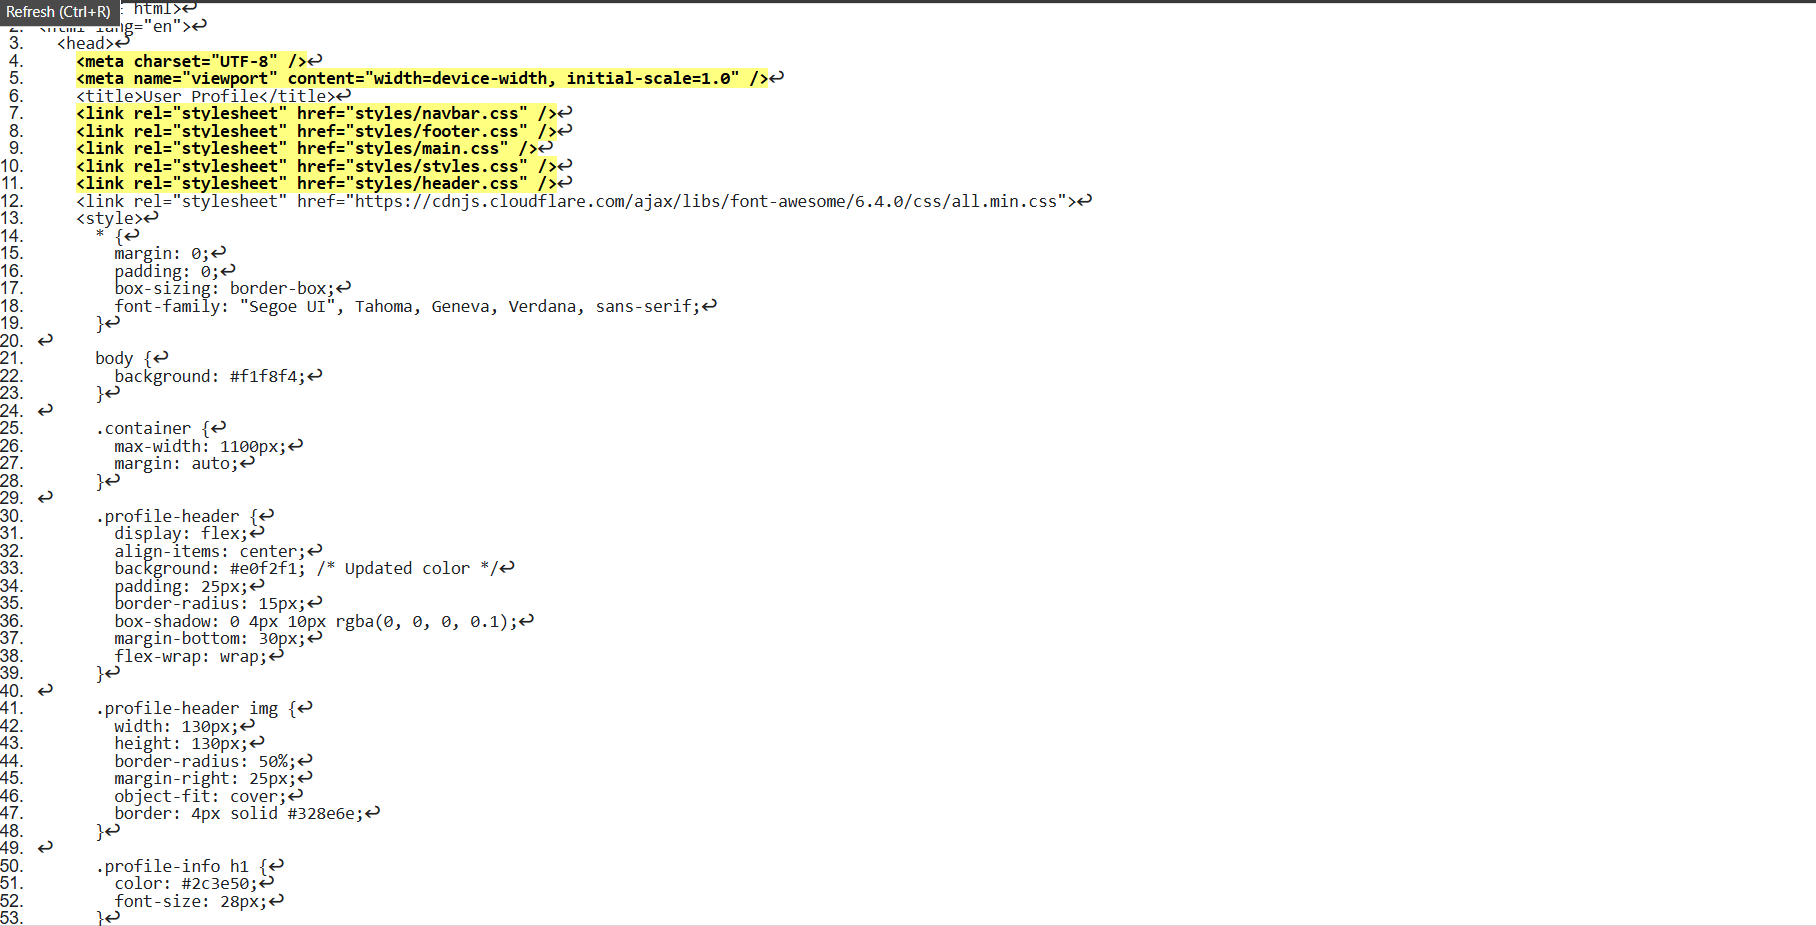 Refresh (Ctrl+R)
html>↩
2. <html lang="en">↩
3. <head>↩
4. <meta charset="UTF-8" />↩
5. <meta name="viewport" content="width=device-width, initial-scale=1.0" />↩
6. <title>User Profile</title>↩
7. <link rel="stylesheet" href="styles/navbar.css" />↩
8. <link rel="stylesheet" href="styles/footer.css" />↩
9. <link rel="stylesheet" href="styles/main.css" />↩
10. <link rel="stylesheet" href="styles/styles.css" />↩
11. <link rel="stylesheet" href="styles/header.css" />↩
12. <link rel="stylesheet" href="https://cdnjs.cloudflare.com/ajax/libs/font-awesome/6.4.0/css/all.min.css">↩
13. <style>↩
14. * {↩
15. margin: 0;↩
16. padding: 0;↩
17. box-sizing: border-box;↩
18. font-family: "Segoe UI", Tahoma, Geneva, Verdana, sans-serif;↩
19. }↩
20. ↩
21. body {↩
22. background: #f1f8f4;↩
23. }↩
24. ↩
25. .container {↩
26. max-width: 1100px;↩
27. margin: auto;↩
28. }↩
29. ↩
30. .profile-header {↩
31. display: flex;↩
32. align-items: center;↩
33. background: #e0f2f1; /* Updated color */↩
34. padding: 25px;↩
35. border-radius: 15px;↩
36. box-shadow: 0 4px 10px rgba(0, 0, 0, 0.1);↩
37. margin-bottom: 30px;↩
38. flex-wrap: wrap;↩
39. }↩
40. ↩
41. .profile-header img {↩
42. width: 130px;↩
43. height: 130px;↩
44. border-radius: 50%;↩
45. margin-right: 25px;↩
46. object-fit: cover;↩
47. border: 4px solid #328e6e;↩
48. }↩
49. ↩
50. .profile-info h1 {↩
51. color: #2c3e50;↩
52. font-size: 28px;↩
53. }↩